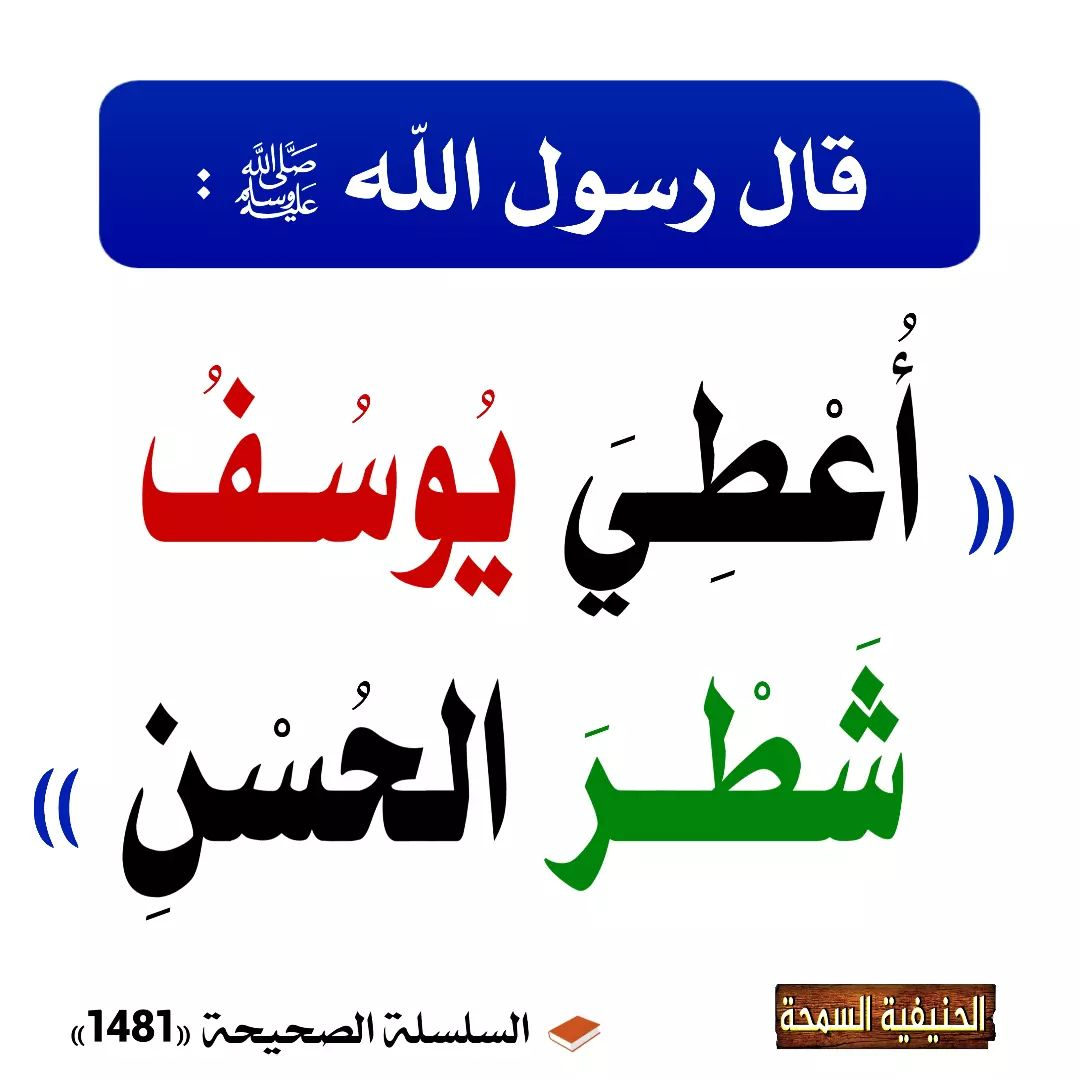 قال رسول الله ﷺ :
(( أُعْطِيَ يُوسُفُ
شَطْرَ الحُسْنِ ))
السلسلة الصحيحة ((1481))
الحنيفية السمحة